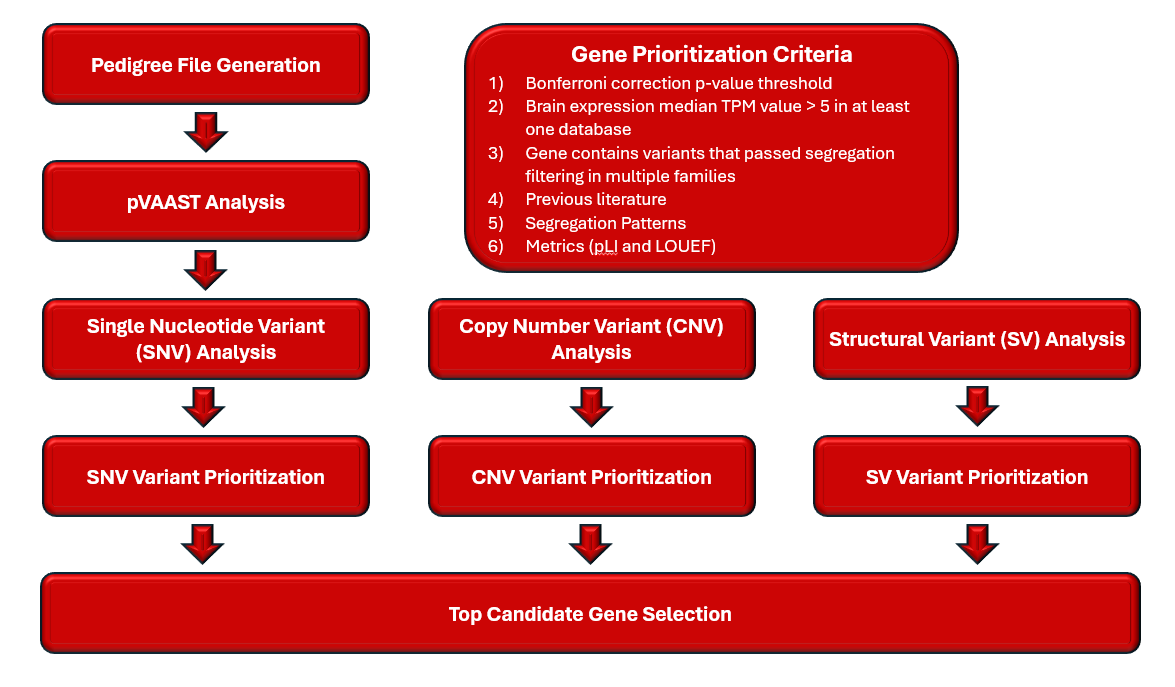 Pedigree File Generation
pVAAST Analysis
Gene Prioritization Criteria
1) Bonferroni correction p-value threshold
2) Brain expression median TPM value > 5 in at least
one database
3) Gene contains variants that passed segregation
filtering in multiple families
4) Previous literature
5) Segregation Patterns
6) Metrics (pLI and LOUEF)
Single Nucleotide Variant
(SNV) Analysis
Copy Number Variant (CNV)
Analysis
Structural Variant (SV) Analysis
SNV Variant Prioritization
CNV Variant Prioritization
SV Variant Prioritization
Top Candidate Gene Selection